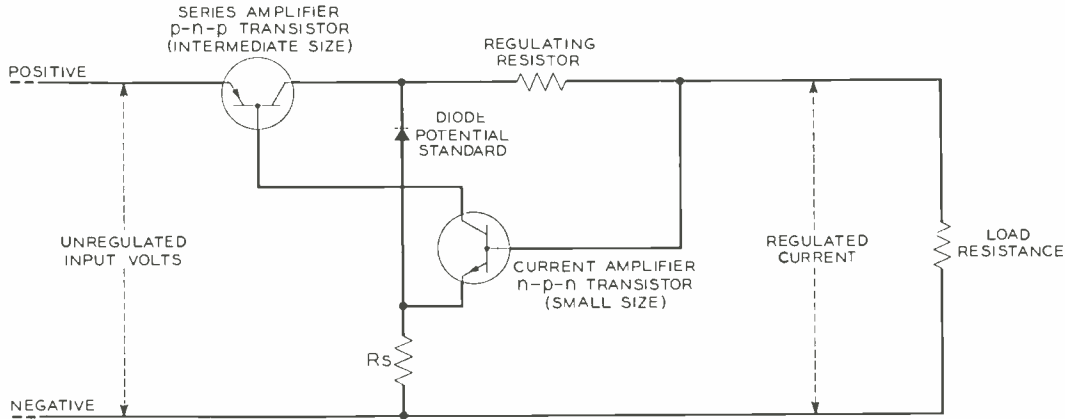 SERIES AMPLIFIER
p-n-p TRANSISTOR
(INTERMEDIATE SIZE)
POSITIVE
REGULATING
RESISTOR
DIODE
POTENTIAL
STANDARD
UNREGULATED
INPUT VOLTS
CURRENT AMPLIFIER
n-p-n TRANSISTOR
(SMALL SIZE)
REGULATED
CURRENT
LOAD
RESISTANCE
Rs
NEGATIVE